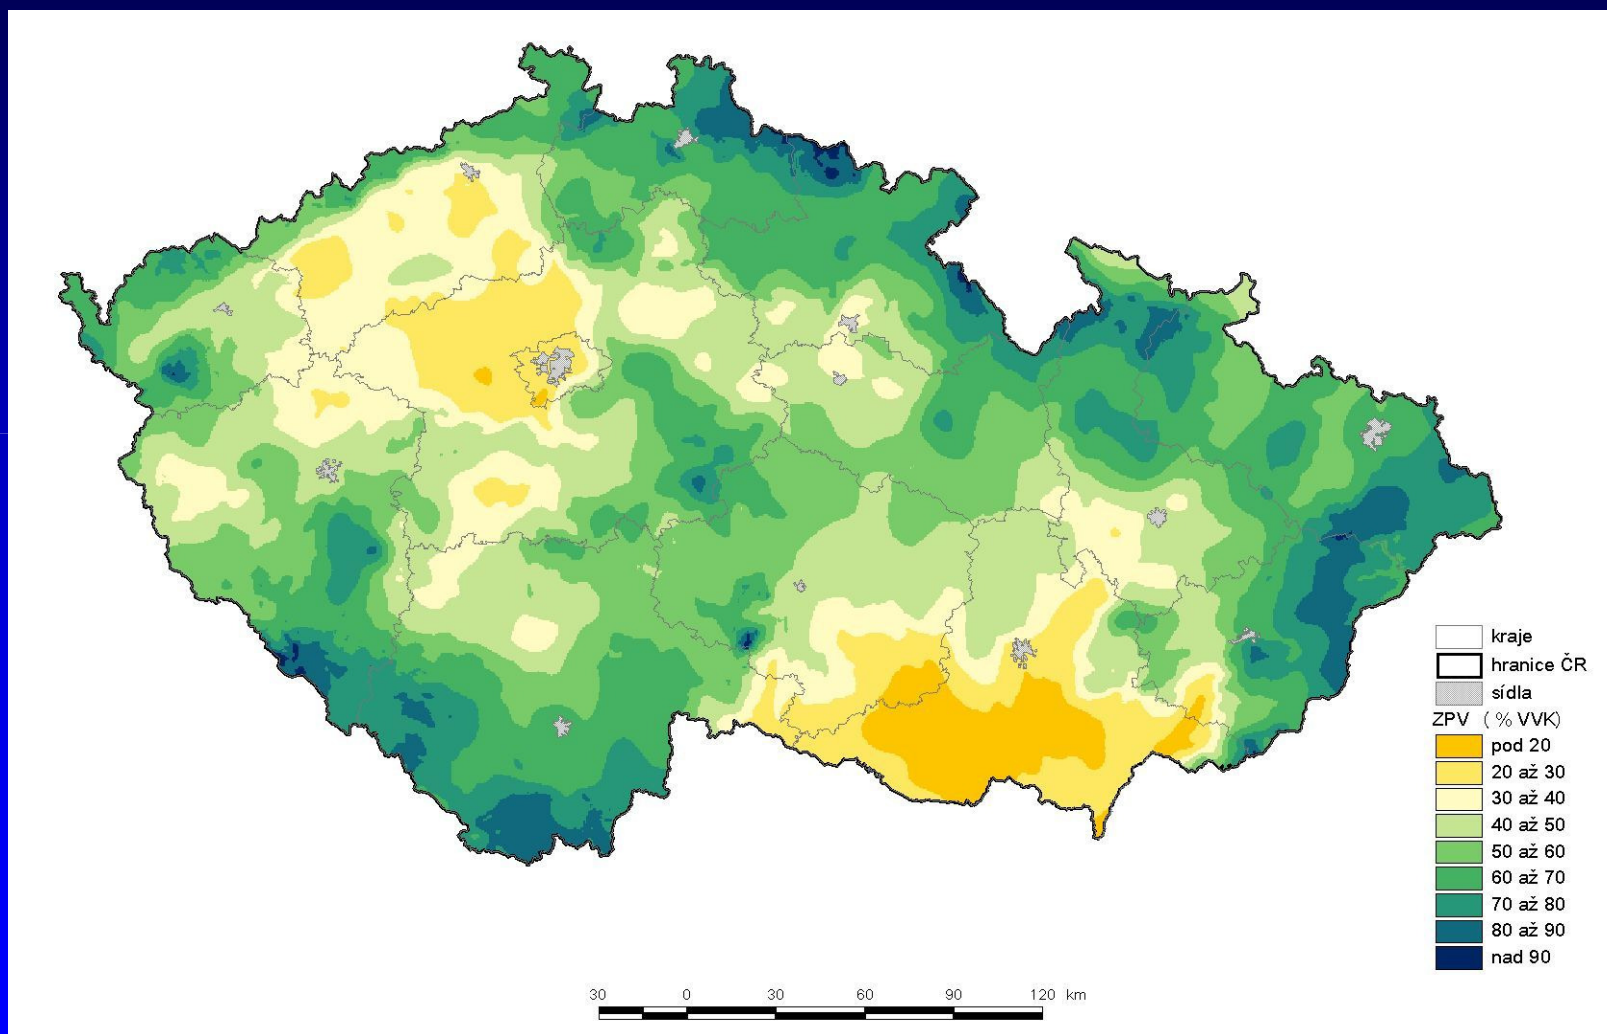 kraje
hranice ČR
sídla
ZPV ( % VVK)
pod 20
20 až 30
30 až 40
40 až 50
50 až 60
60 až 70
70 až 80
80 až 90
nad 90
30 0 30 60 90 120 km